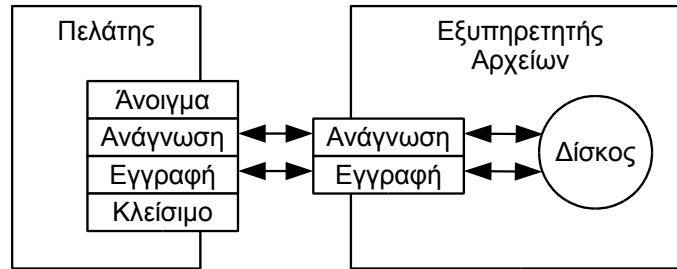 Πελάτης
Άνοιγμα
Ανάγνωση
Εγγραφή
Κλείσιμο
Εξυπηρετητής
Αρχείων
Ανάγνωση
Εγγραφή
Δίσκος